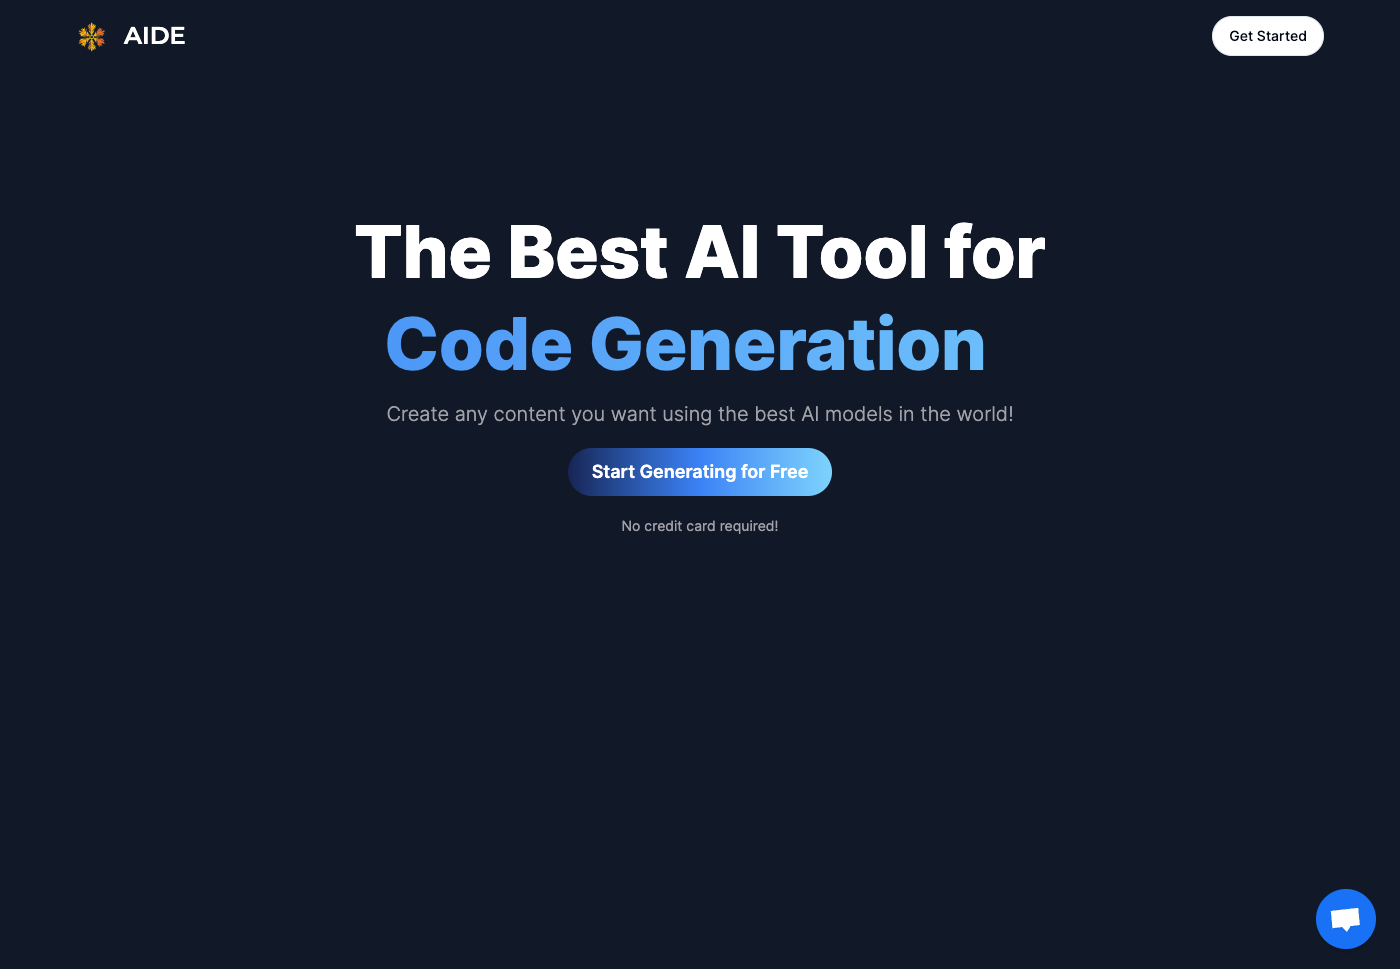 AIDE
Get Started
The Best AI Tool for
Code Generation
Create any content you want using the best AI models in the world!
Start Generating for Free
No credit card required!